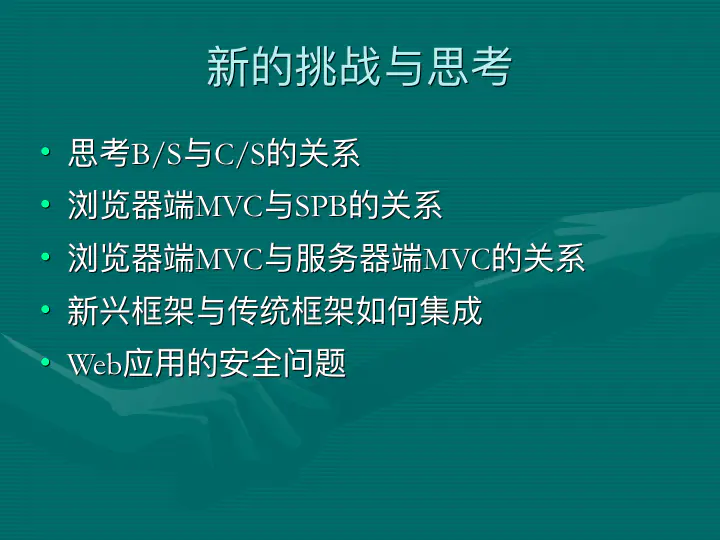 新的挑战与思考
• 思考B/S与C/S的关系
• 浏览器端MVC与SPB的关系
• 浏览器端MVC与服务器端MVC的关系
• 新兴框架与传统框架如何集成
• Web应用的安全问题